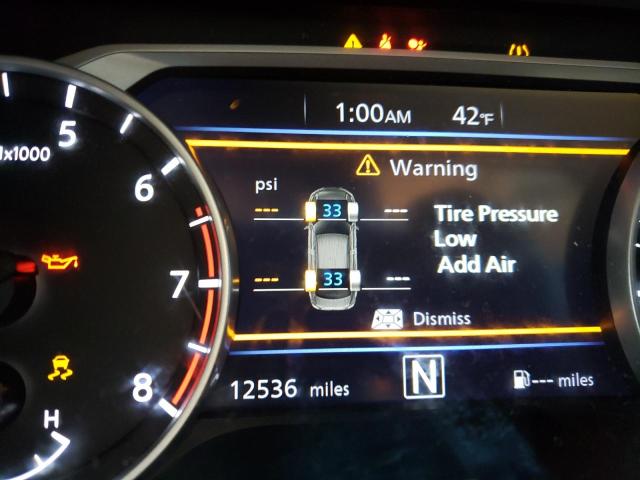 1:00AM 42°F
x1000
5
6
7
8
H
Warning
psi
--- 33 ---
Tire Pressure
Low
Add Air
--- 33 ---
Dismiss
12536 miles N --- miles